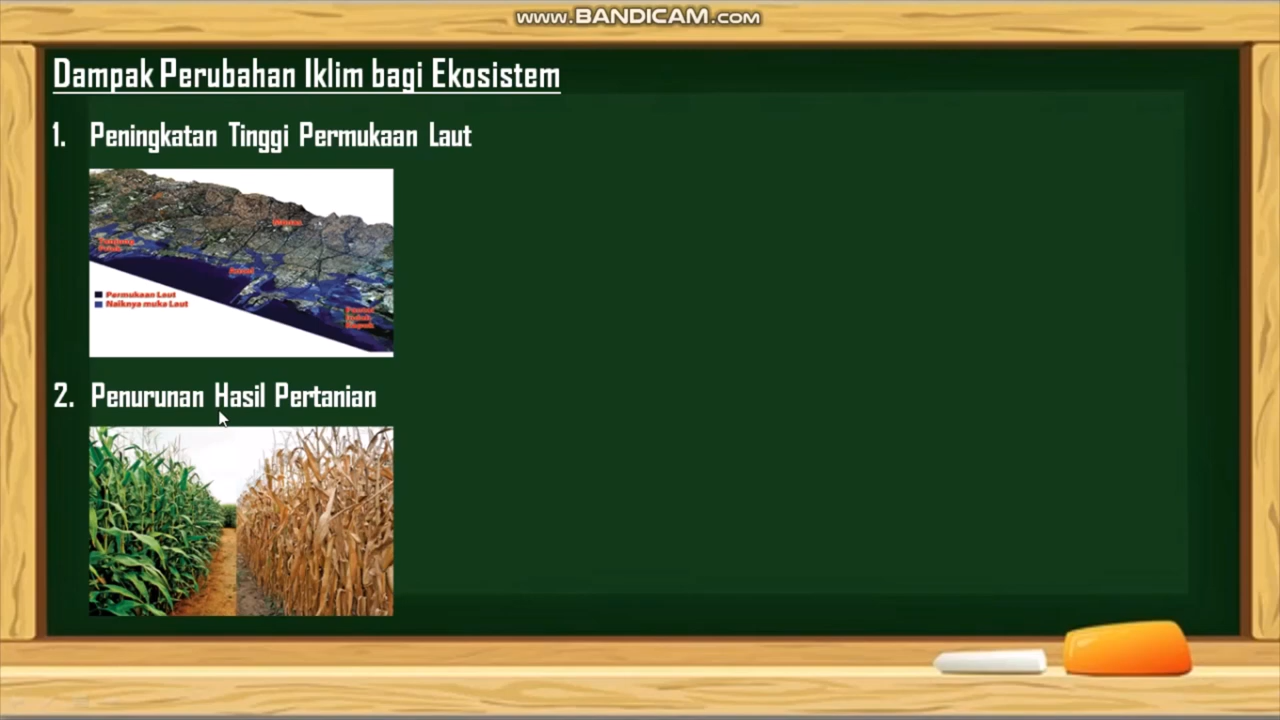 www.BANDICAM.com
Dampak Perubahan Iklim bagi Ekosistem
1. Peningkatan Tinggi Permukaan Laut
Ancol
Permukaan Laut
Naiknya muka Laut
2. Penurunan Hasil Pertanian